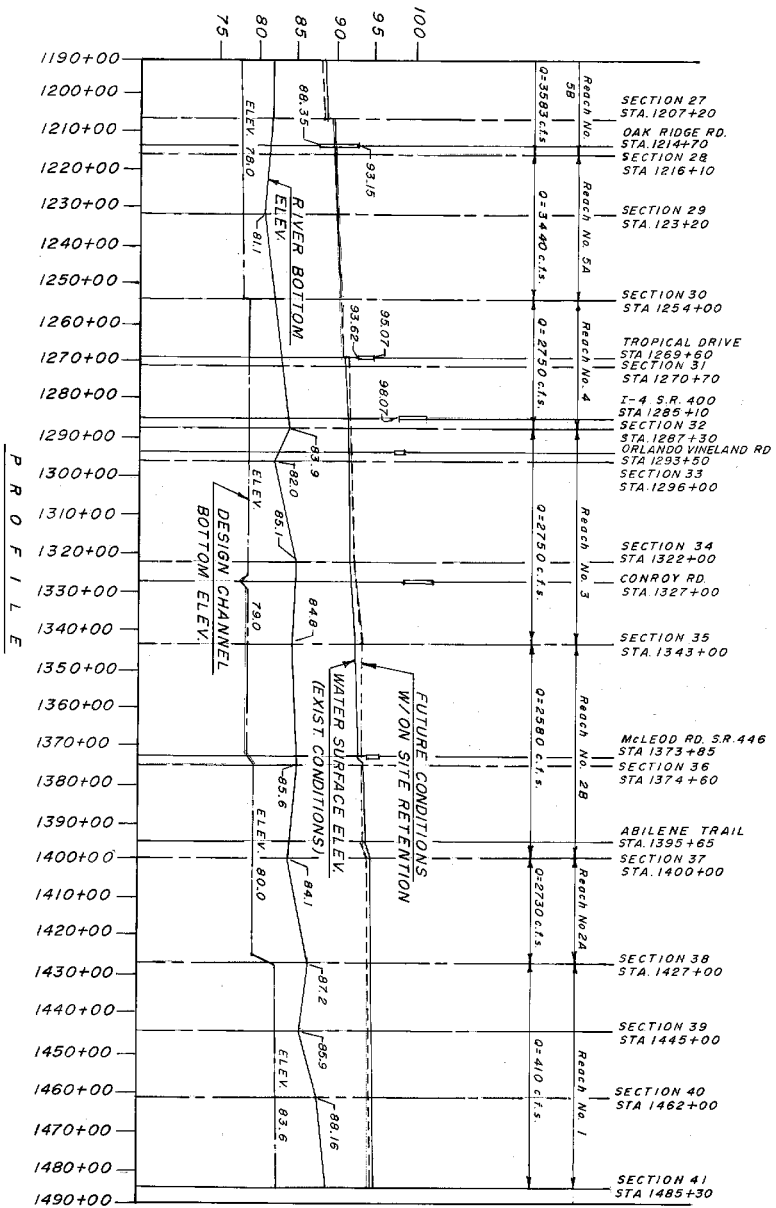 75
80
85
90
95
100
1190+00
1200+00
1210+00
1220+00
1230+00
1240+00
1250+00
1260+00
1270+00
1280+00
1290+00
1300+00
1310+00
1320+00
1330+00
1340+00
1350+00
1360+00
1370+00
1380+00
1390+00
1400+00
1410+00
1420+00
1430+00
1440+00
1450+00
1460+00
1470+00
1480+00
1490+00
PROFILE
ELEV. 78.0
ELEV.
79.0
ELEV.
80.0
ELEV.
83.6
DESIGN CHANNEL
BOTTOM ELEV.
RIVER BOTTOM
ELEV.
81.1
83.9
82.0
85.1
84.8
85.6
84.1
87.2
85.9
88.16
88.35
93.15
93.62
95.07
98.07
WATER SURFACE ELEV.
(EXIST. CONDITIONS)
FUTURE CONDITIONS
W/ON SITE RETENTION
Q=3583 c.f.s.
Q=3440 c.f.s.
Q=2750 c.f.s.
Q=2750 c.f.s.
Q=2580 c.f.s.
Q=2730 c.f.s.
Q=410 c.f.s.
Reach No.
5B
Reach No. 5A
Reach No. 4
Reach No. 3
Reach No. 2B
Reach No 2A
Reach No. 1
SECTION 27
STA. 1207+20
OAK RIDGE RD.
STA. 1214+70
SECTION 28
STA 1216+10
SECTION 29
STA. 123+20
SECTION 30
STA 1254+00
TROPICAL DRIVE
STA 1269+60
SECTION 31
STA 1270+70
I-4 S.R. 400
STA 1285+10
SECTION 32
STA. 1287+30
ORLANDO VINELAND RD
STA 1293+50
SECTION 33
STA. 1296+00
SECTION 34
STA 1322+00
CONROY RD.
STA. 1327+00
SECTION 35
STA. 1343+00
McLEOD RD. S.R. 446
STA 1373+85
SECTION 36
STA 1374+60
ABILENE TRAIL
STA. 1395+65
SECTION 37
STA. 1400+00
SECTION 38
STA. 1427+00
SECTION 39
STA 1445+00
SECTION 40
STA 1462+00
SECTION 41
STA 1485+30